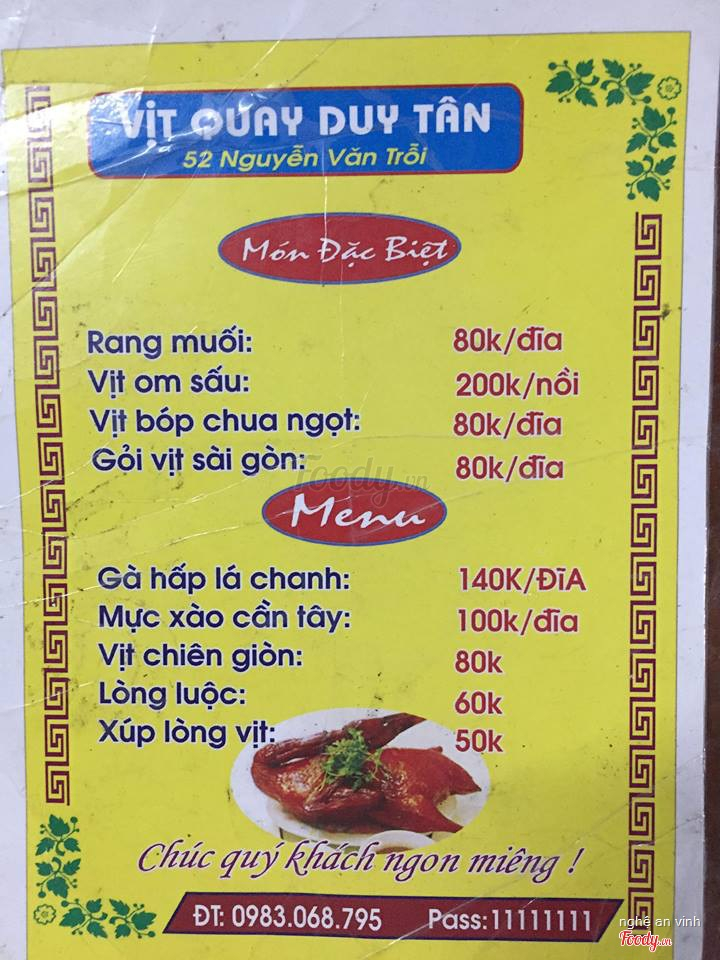 VỊT QUAY DUY TÂN
52 Nguyễn Văn Trỗi
Món Đặc Biệt
Rang muối: 80k/đĩa
Vịt om sấu: 200k/nồi
Vịt bóp chua ngọt: 80k/đĩa
Gỏi vịt sài gòn: 80k/đĩa
Foody.vn
Menu
Gà hấp lá chanh: 140K/ĐĩA
Mực xào cần tây: 100k/đĩa
Vịt chiên giòn: 80k
Lòng luộc: 60k
Xúp lòng vịt: 50k
Chúc quý khách ngon miêng !
ĐT: 0983.068.795 Pass: 11111111
nghệ an vinh
Foody.vn